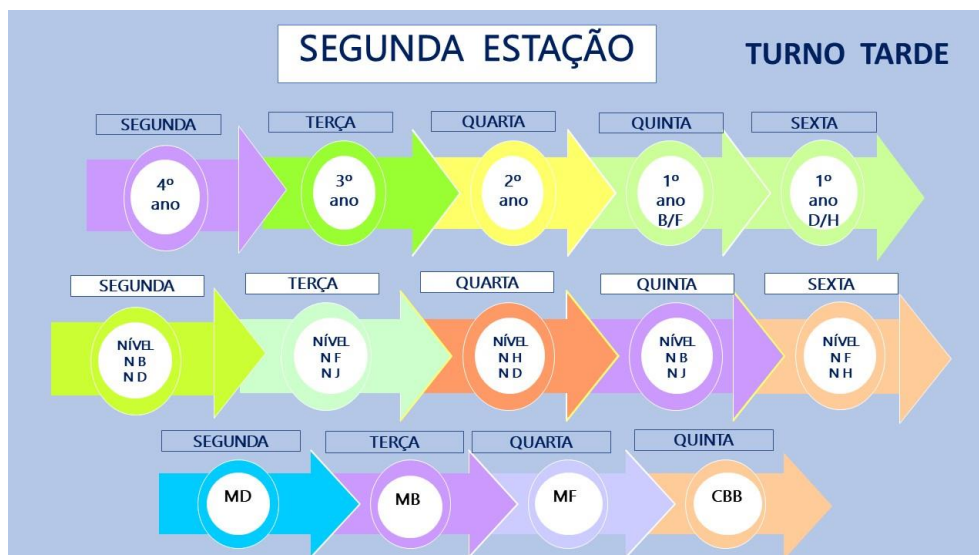 SEGUNDA ESTAÇÃO
TURNO TARDE
SEGUNDA
TERÇA
QUARTA
QUINTA
SEXTA
4º
ano
3º
ano
2º
ano
1º
ano
B/F
1º
ano
D/H
SEGUNDA
TERÇA
QUARTA
QUINTA
SEXTA
NÍVEL
N B
N D
NÍVEL
N F
N J
NÍVEL
N H
N D
NÍVEL
N B
N J
NÍVEL
N F
N H
SEGUNDA
TERÇA
QUARTA
QUINTA
MD
MB
MF
CBB